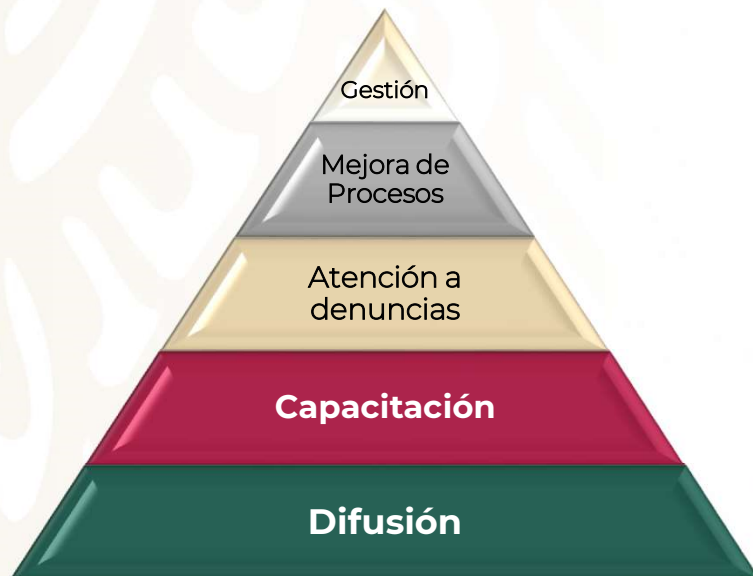 Gestión
Mejora de
Procesos
Atención a
denuncias
Capacitación
Difusión